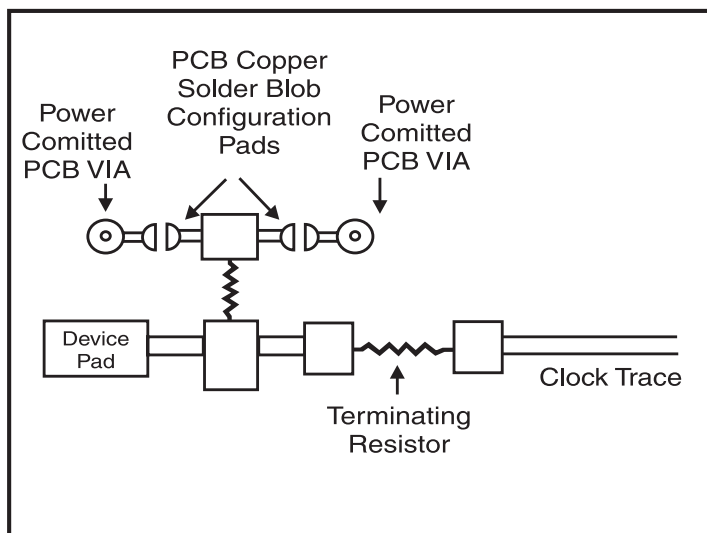 PCB Copper
Solder Blob
Configuration
Pads
Power
Comitted
PCB VIA
Power
Comitted
PCB VIA
Device
Pad
Clock Trace
Terminating
Resistor